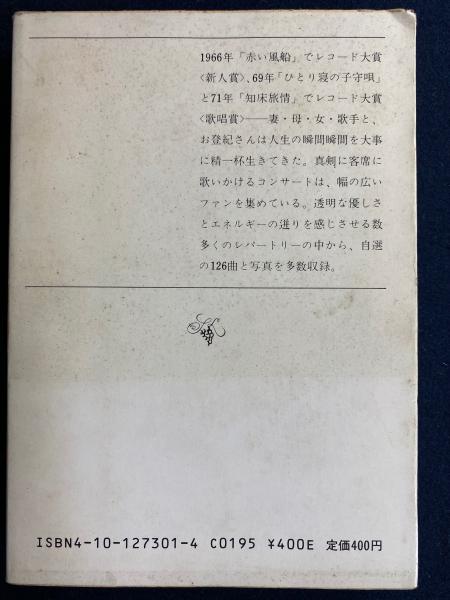 1966年「赤い風船」でレコード大賞
〈新人賞〉、69年「ひとり寝の子守唄」
と71年「知床旅情」でレコード大賞
〈歌唱賞〉──妻・母・女・歌手と、
お登紀さんは人生の瞬間瞬間を大事
に精一杯生きてきた。真剣に客席に
歌いかけるコンサートは、幅の広い
ファンを集めている。透明な優しさ
とエネルギーの迸りを感じさせる数
多くのレパートリーの中から、自選
の126曲と写真を多数収録。
ISBN4-10-127301-4 C0195 ¥400E 定価400円